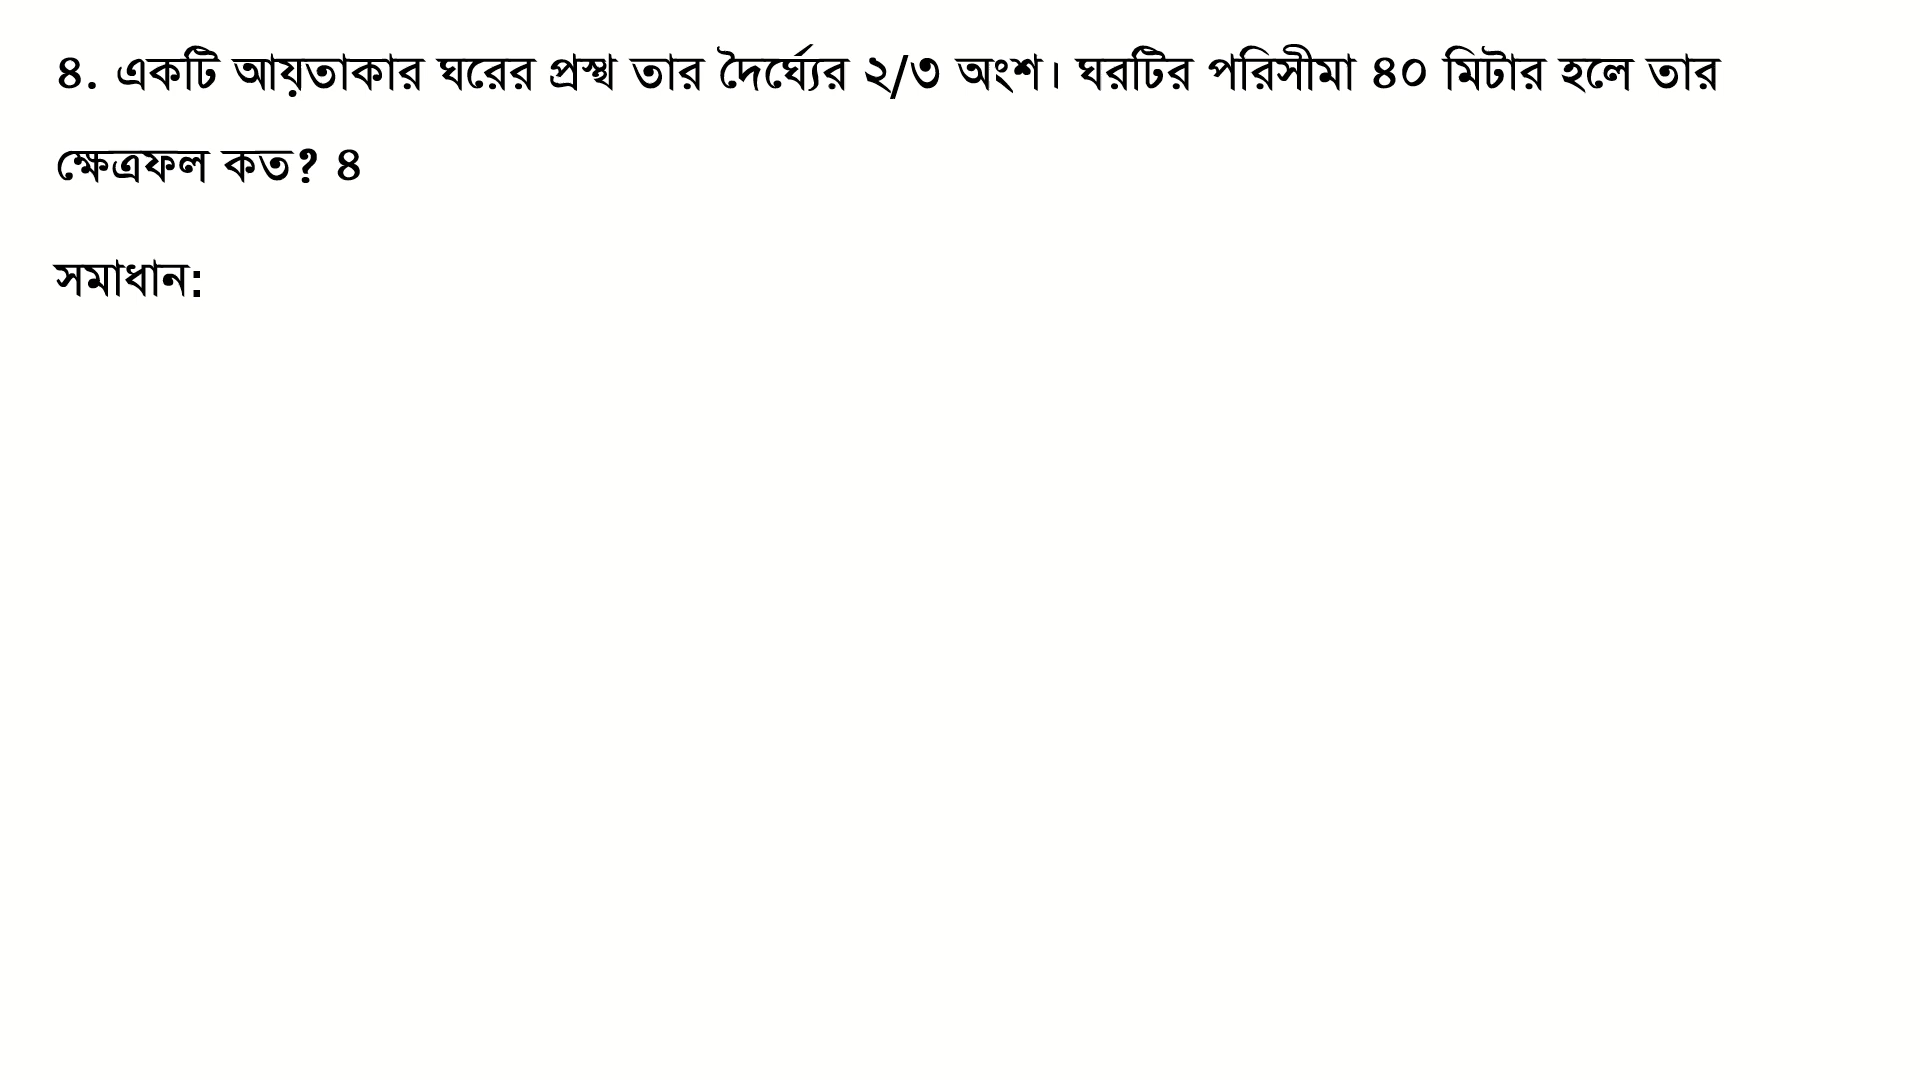 ৪. একটি আয়তাকার ঘরের প্রস্থ তার দৈর্ঘ্যের ২/৩ অংশ। ঘরটির পরিসীমা ৪০ মিটার হলে তার
ক্ষেত্রফল কত? ৪
সমাধান: